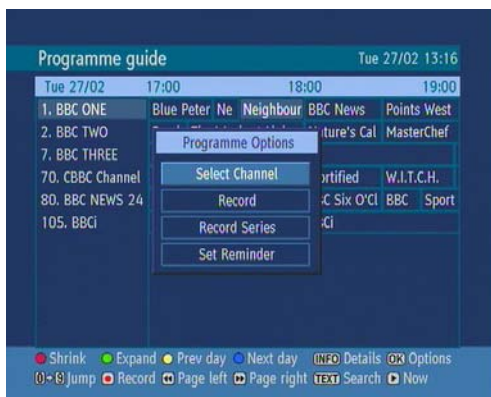 Programme guide Tue 27/02 13:16
Tue 27/02 17:00 18:00 19:00
1. BBC ONE Blue Peter Ne Neighbour BBC News Points West
2. BBC TWO ture's Cal MasterChef
Programme Options
7. BBC THREE
Select Channel
70. CBBC Channel ortified W.I.T.C.H.
Record
80. BBC NEWS 24 C Six O'Cl BBC Sport
Record Series
105. BBCi Ci
Set Reminder
Shrink Expand Prev day Next day INFO Details OK Options
0→9 Jump Record Page left Page right TEXT Search Now